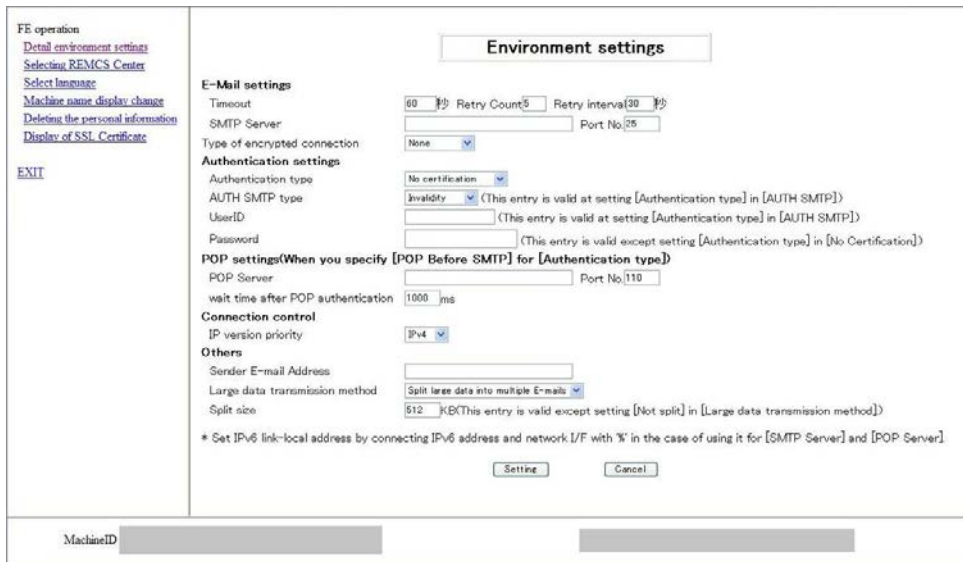 FE operation
Detail environment settings
Selecting REMCS Center
Select language
Machine name display change
Deleting the personal information
Display of SSL Certificate
EXIT
Environment settings
E-Mail settings
Timeout 60 秒 Retry Count 5 Retry interval 30 秒
SMTP Server Port No. 25
Type of encrypted connection None
Authentication settings
Authentication type No certification
AUTH SMTP type Invalidity (This entry is valid at setting [Authentication type] in [AUTH SMTP])
UserID (This entry is valid at setting [Authentication type] in [AUTH SMTP])
Password (This entry is valid except setting [Authentication type] in [No Certification])
POP settings(When you specify [POP Before SMTP] for [Authentication type])
POP Server Port No. 110
wait time after POP authentication 1000 ms
Connection control
IP version priority IPv4
Others
Sender E-mail Address
Large data transmission method Split large data into multiple E-mails
Split size 512 KB(This entry is valid except setting [Not split] in [Large data transmission method])
* Set IPv6 link-local address by connecting IPv6 address and network I/F with '%' in the case of using it for [SMTP Server] and [POP Server].
Setting Cancel
MachineID